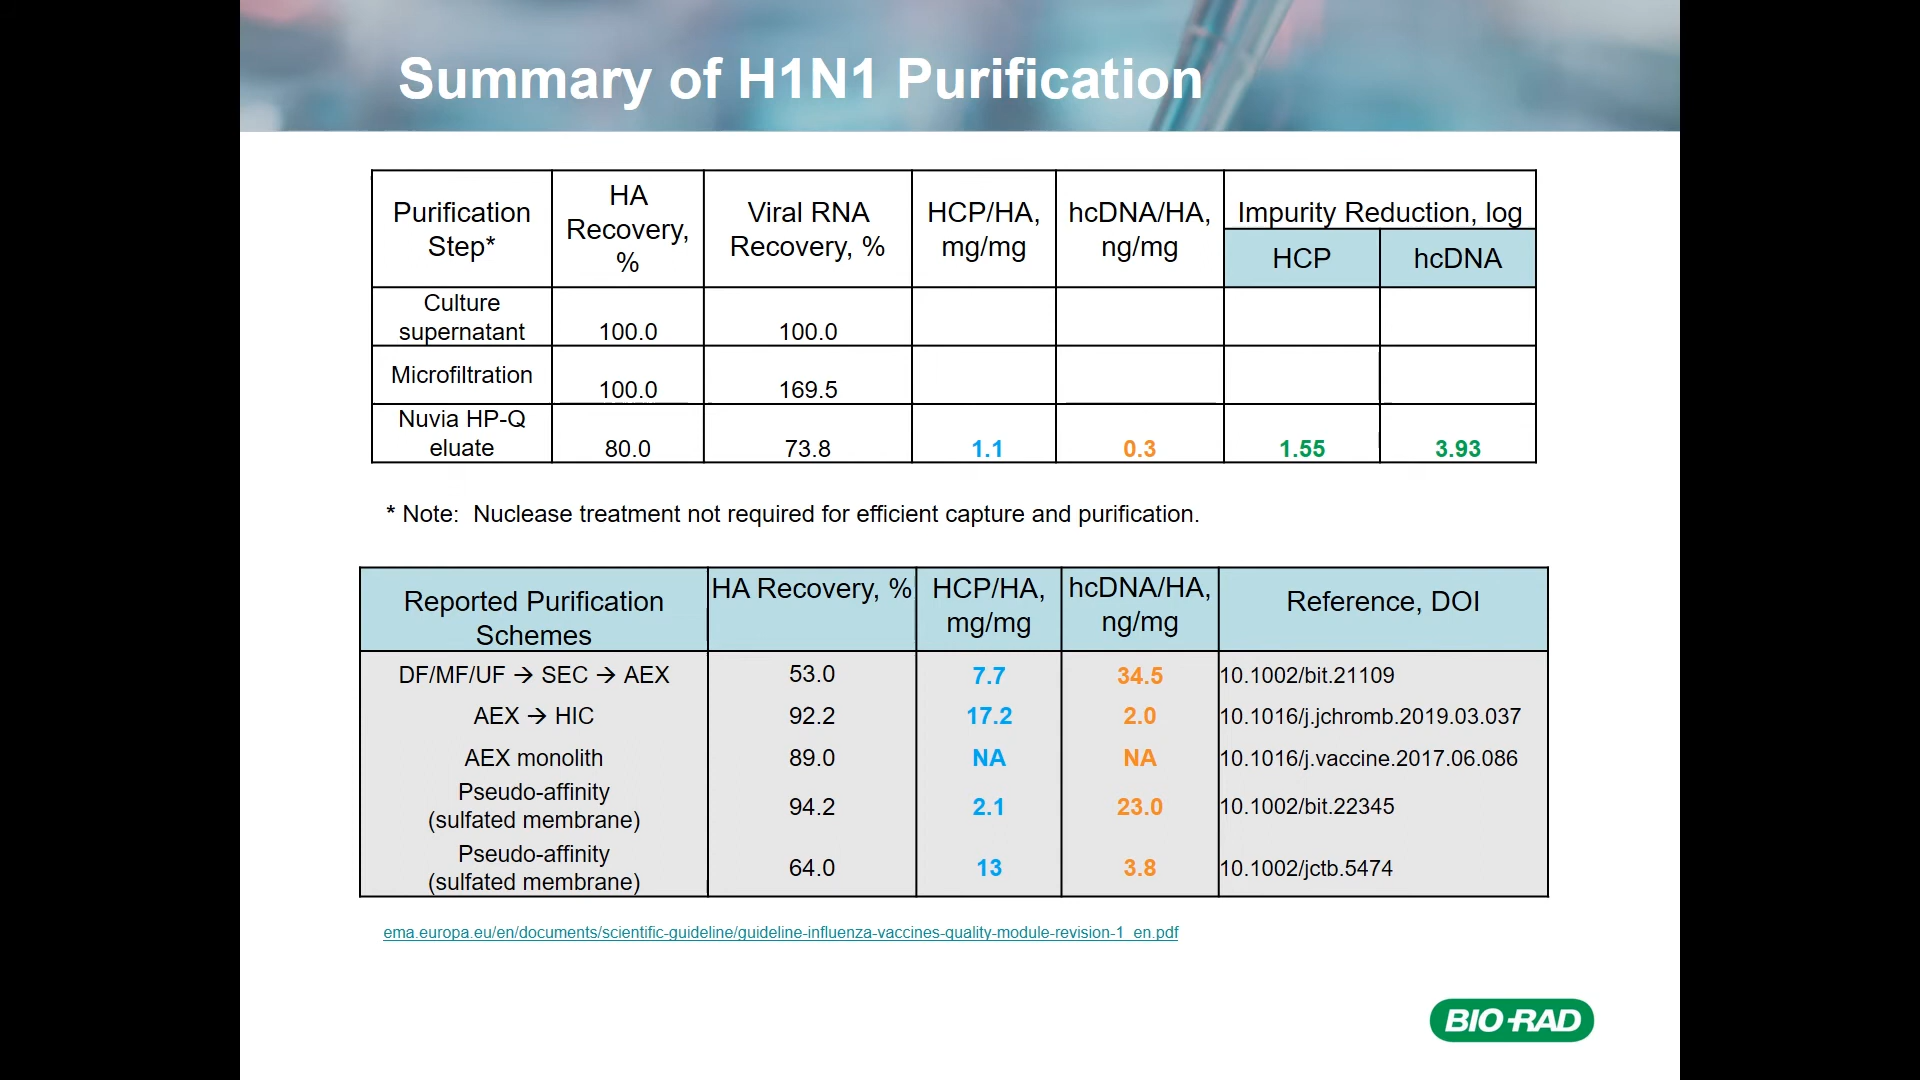 Summary of H1N1 Purification
Purification Step* HA Recovery, % Viral RNA Recovery, % HCP/HA, mg/mg hcDNA/HA, ng/mg Impurity Reduction, log
HCP hcDNA
Culture supernatant 100.0 100.0
Microfiltration 100.0 169.5
Nuvia HP-Q eluate 80.0 73.8 1.1 0.3 1.55 3.93
* Note: Nuclease treatment not required for efficient capture and purification.
Reported Purification Schemes HA Recovery, % HCP/HA, mg/mg hcDNA/HA, ng/mg Reference, DOI
DF/MF/UF → SEC → AEX 53.0 7.7 34.5 10.1002/bit.21109
AEX → HIC 92.2 17.2 2.0 10.1016/j.jchromb.2019.03.037
AEX monolith 89.0 NA NA 10.1016/j.vaccine.2017.06.086
Pseudo-affinity (sulfated membrane) 94.2 2.1 23.0 10.1002/bit.22345
Pseudo-affinity (sulfated membrane) 64.0 13 3.8 10.1002/jctb.5474
ema.europa.eu/en/documents/scientific-guideline/guideline-influenza-vaccines-quality-module-revision-1_en.pdf
BIO-RAD